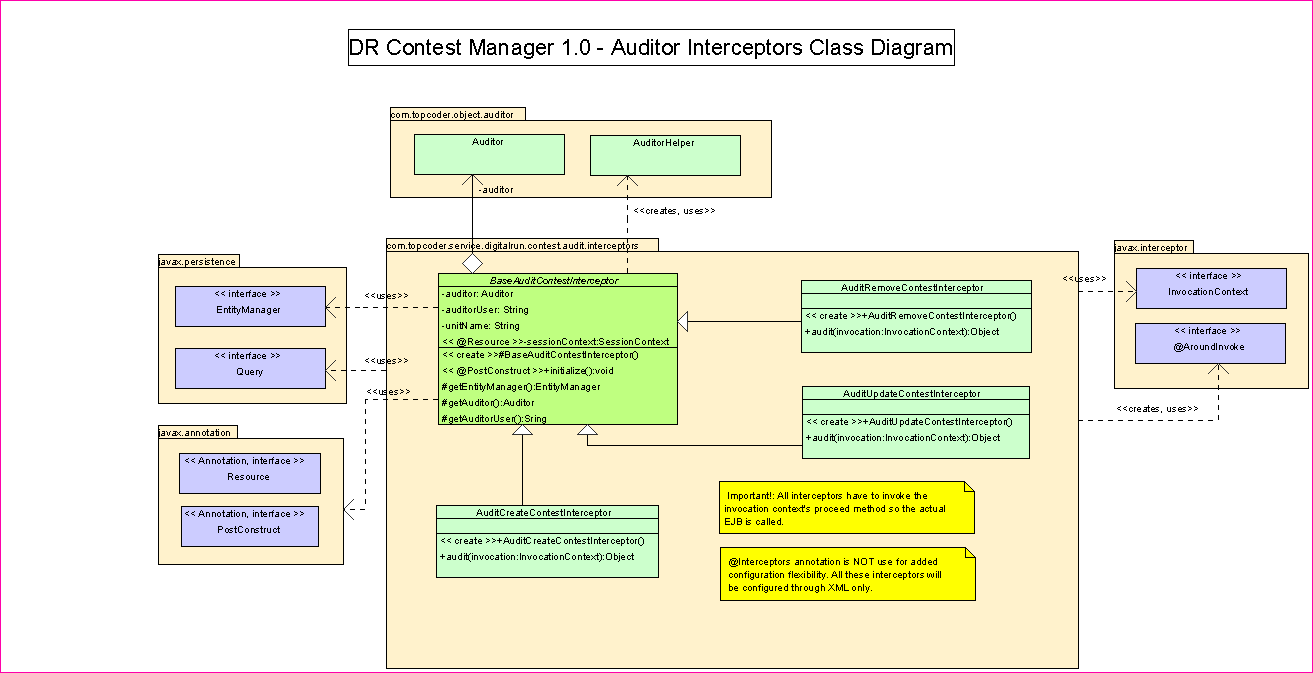 DR Contest Manager 1.0 - Auditor Interceptors Class Diagram
com.topcoder.object.auditor
Auditor
AuditorHelper
-auditor
<<creates, uses>>
com.topcoder.service.digitalrun.contest.audit.interceptors
javax.persistence
<< interface >>
EntityManager
<< interface >>
Query
<<uses>>
<<uses>>
<<uses>>
javax.annotation
<< Annotation, interface >>
Resource
<< Annotation, interface >>
PostConstruct
BaseAuditContestInterceptor
-auditor: Auditor
-auditorUser: String
-unitName: String
<< @Resource >>-sessionContext:SessionContext
<< create >>#BaseAuditContestInterceptor()
<< @PostConstruct >>+initialize():void
#getEntityManager():EntityManager
#getAuditor():Auditor
#getAuditorUser():Sring
AuditRemoveContestInterceptor
<< create >>+AuditRemoveContestInterceptor()
+audit(invocation:InvocationContext):Object
AuditUpdateContestInterceptor
<< create >>+AuditUpdateContestInterceptor()
+audit(invocation:InvocationContext):Object
AuditCreateContestInterceptor
<< create >>+AuditCreateContestInterceptor()
+audit(invocation:InvocationContext):Object
Important!: All interceptors have to invoke the
invocation context's proceed method so the actual
EJB is called.
@Interceptors annotation is NOT use for added
configuration flexibility. All these interceptors will
be configured through XML only.
javax.interceptor
<<uses>>
<< interface >>
InvocationContext
<< interface >>
@AroundInvoke
<<creates, uses>>